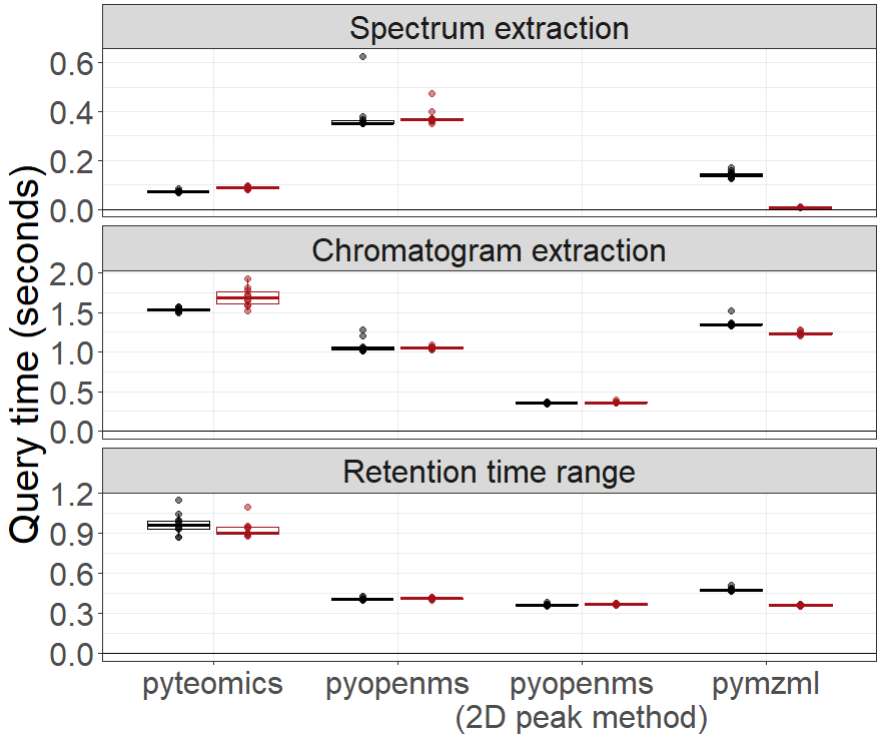 Query time (seconds)
Spectrum extraction
0.6
0.4
0.2
0.0
Chromatogram extraction
2.0
1.5
1.0
0.5
0.0
Retention time range
1.2
0.9
0.6
0.3
0.0
pyteomics pyopenms pyopenms pymzml
(2D peak method)